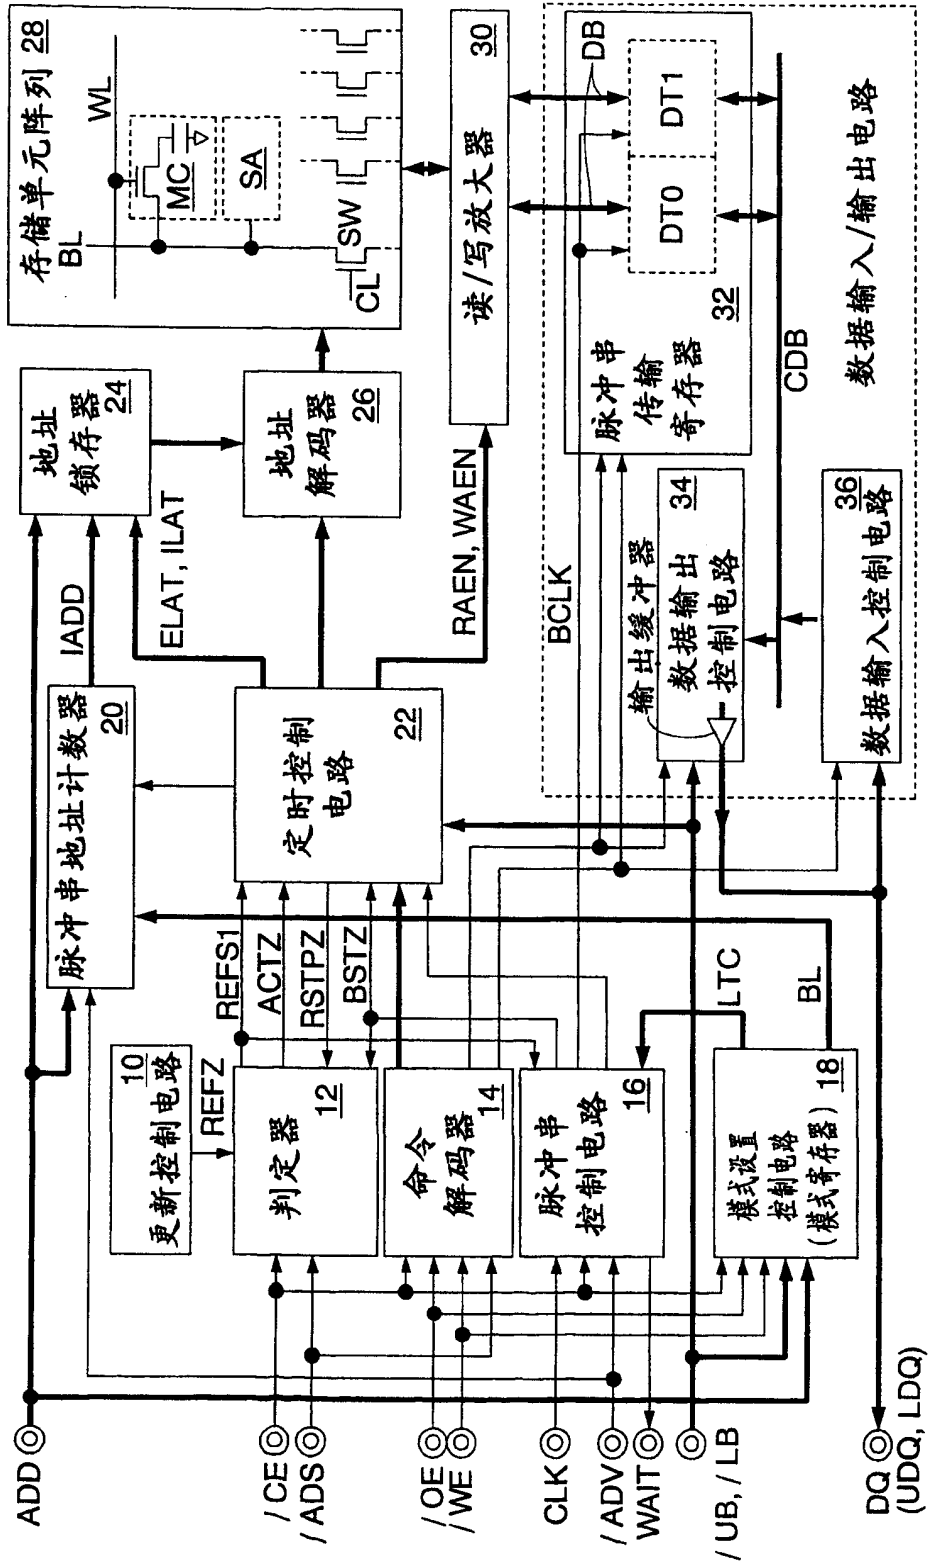 ADD
/ CE
/ ADS
/ OE
/ WE
CLK
/ ADV
WAIT
/ UB, / LB
DQ
(UDQ, LDQ)
更新控制电路
10
REFZ
判定器
12
命令
解码器
14
脉冲串
控制电路
16
模式设置
控制电路
(模式寄存器)
18
LTC
BL
REFS1
ACTZ
RSTPZ
BSTZ
脉冲串地址计数器
20
定时控制
电路
22
IADD
ELAT, ILAT
RAEN, WAEN
BCLK
地址
锁存器
24
地址
解码器
26
存储单元阵列
28
BL
WL
MC
SA
SW
CL
读/写放大器
30
DB
脉冲串
传输
寄存器
32
DT0
DT1
输出缓冲器
数据输出
控制电路
34
CDB
数据输入控制电路
36
数据输入/输出电路